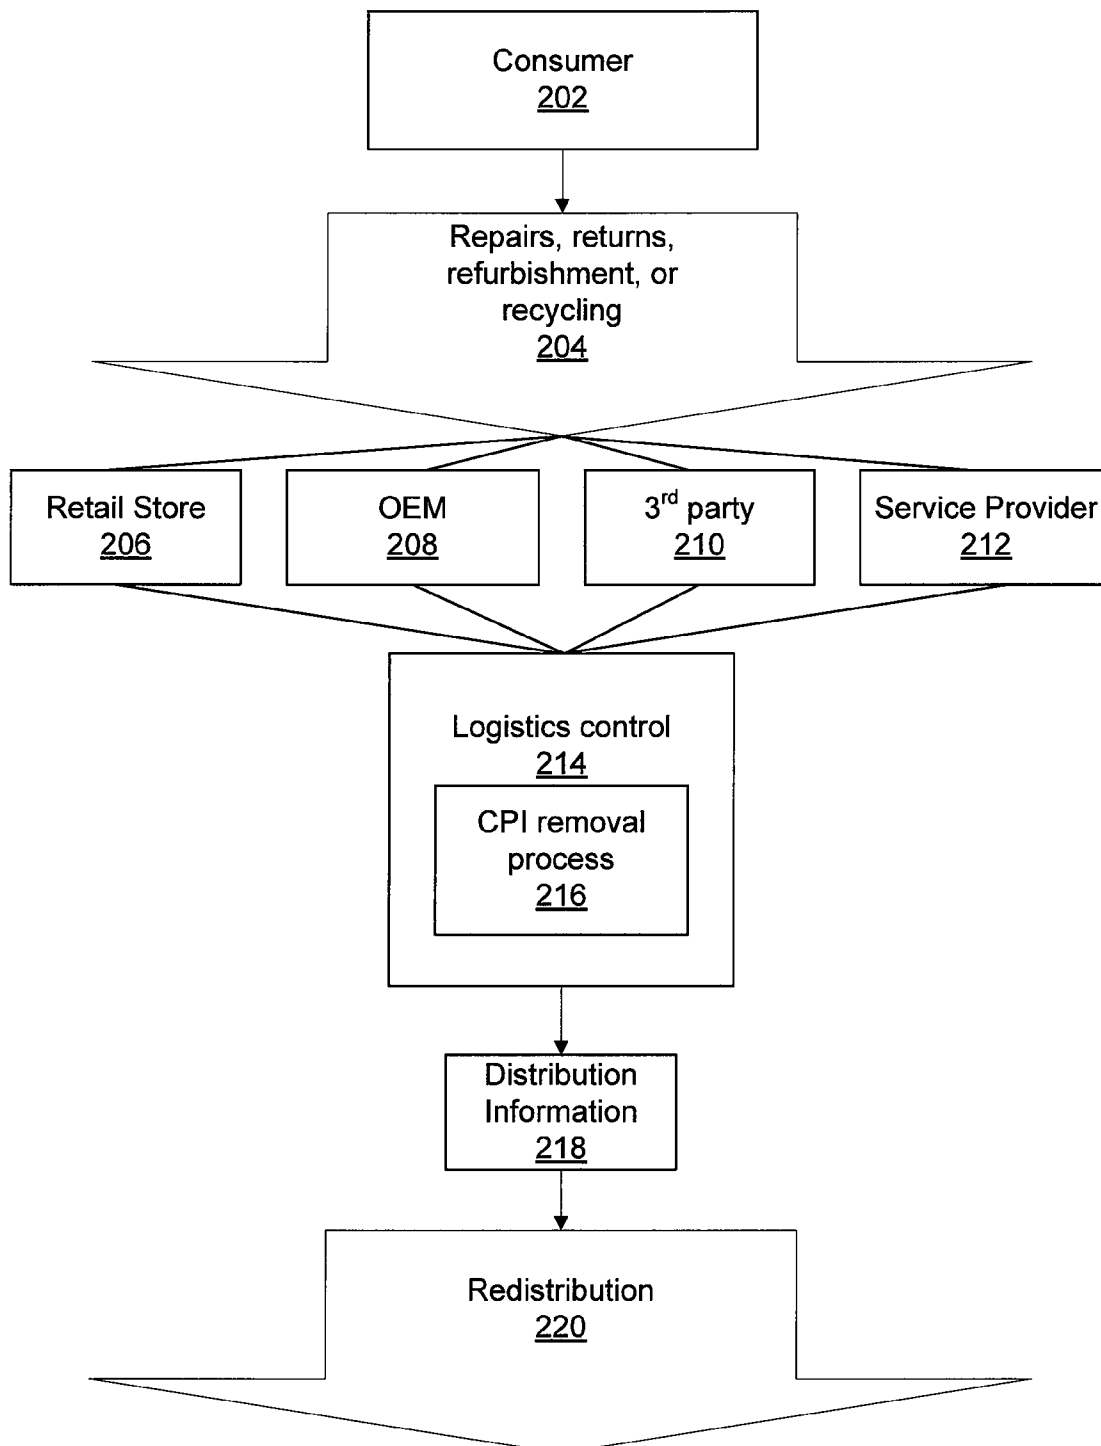 Consumer
202
Repairs, returns,
refurbishment, or
recycling
204
Retail Store
206
OEM
208
3rd party
210
Service Provider
212
Logistics control
214
CPI removal
process
216
Distribution
Information
218
Redistribution
220